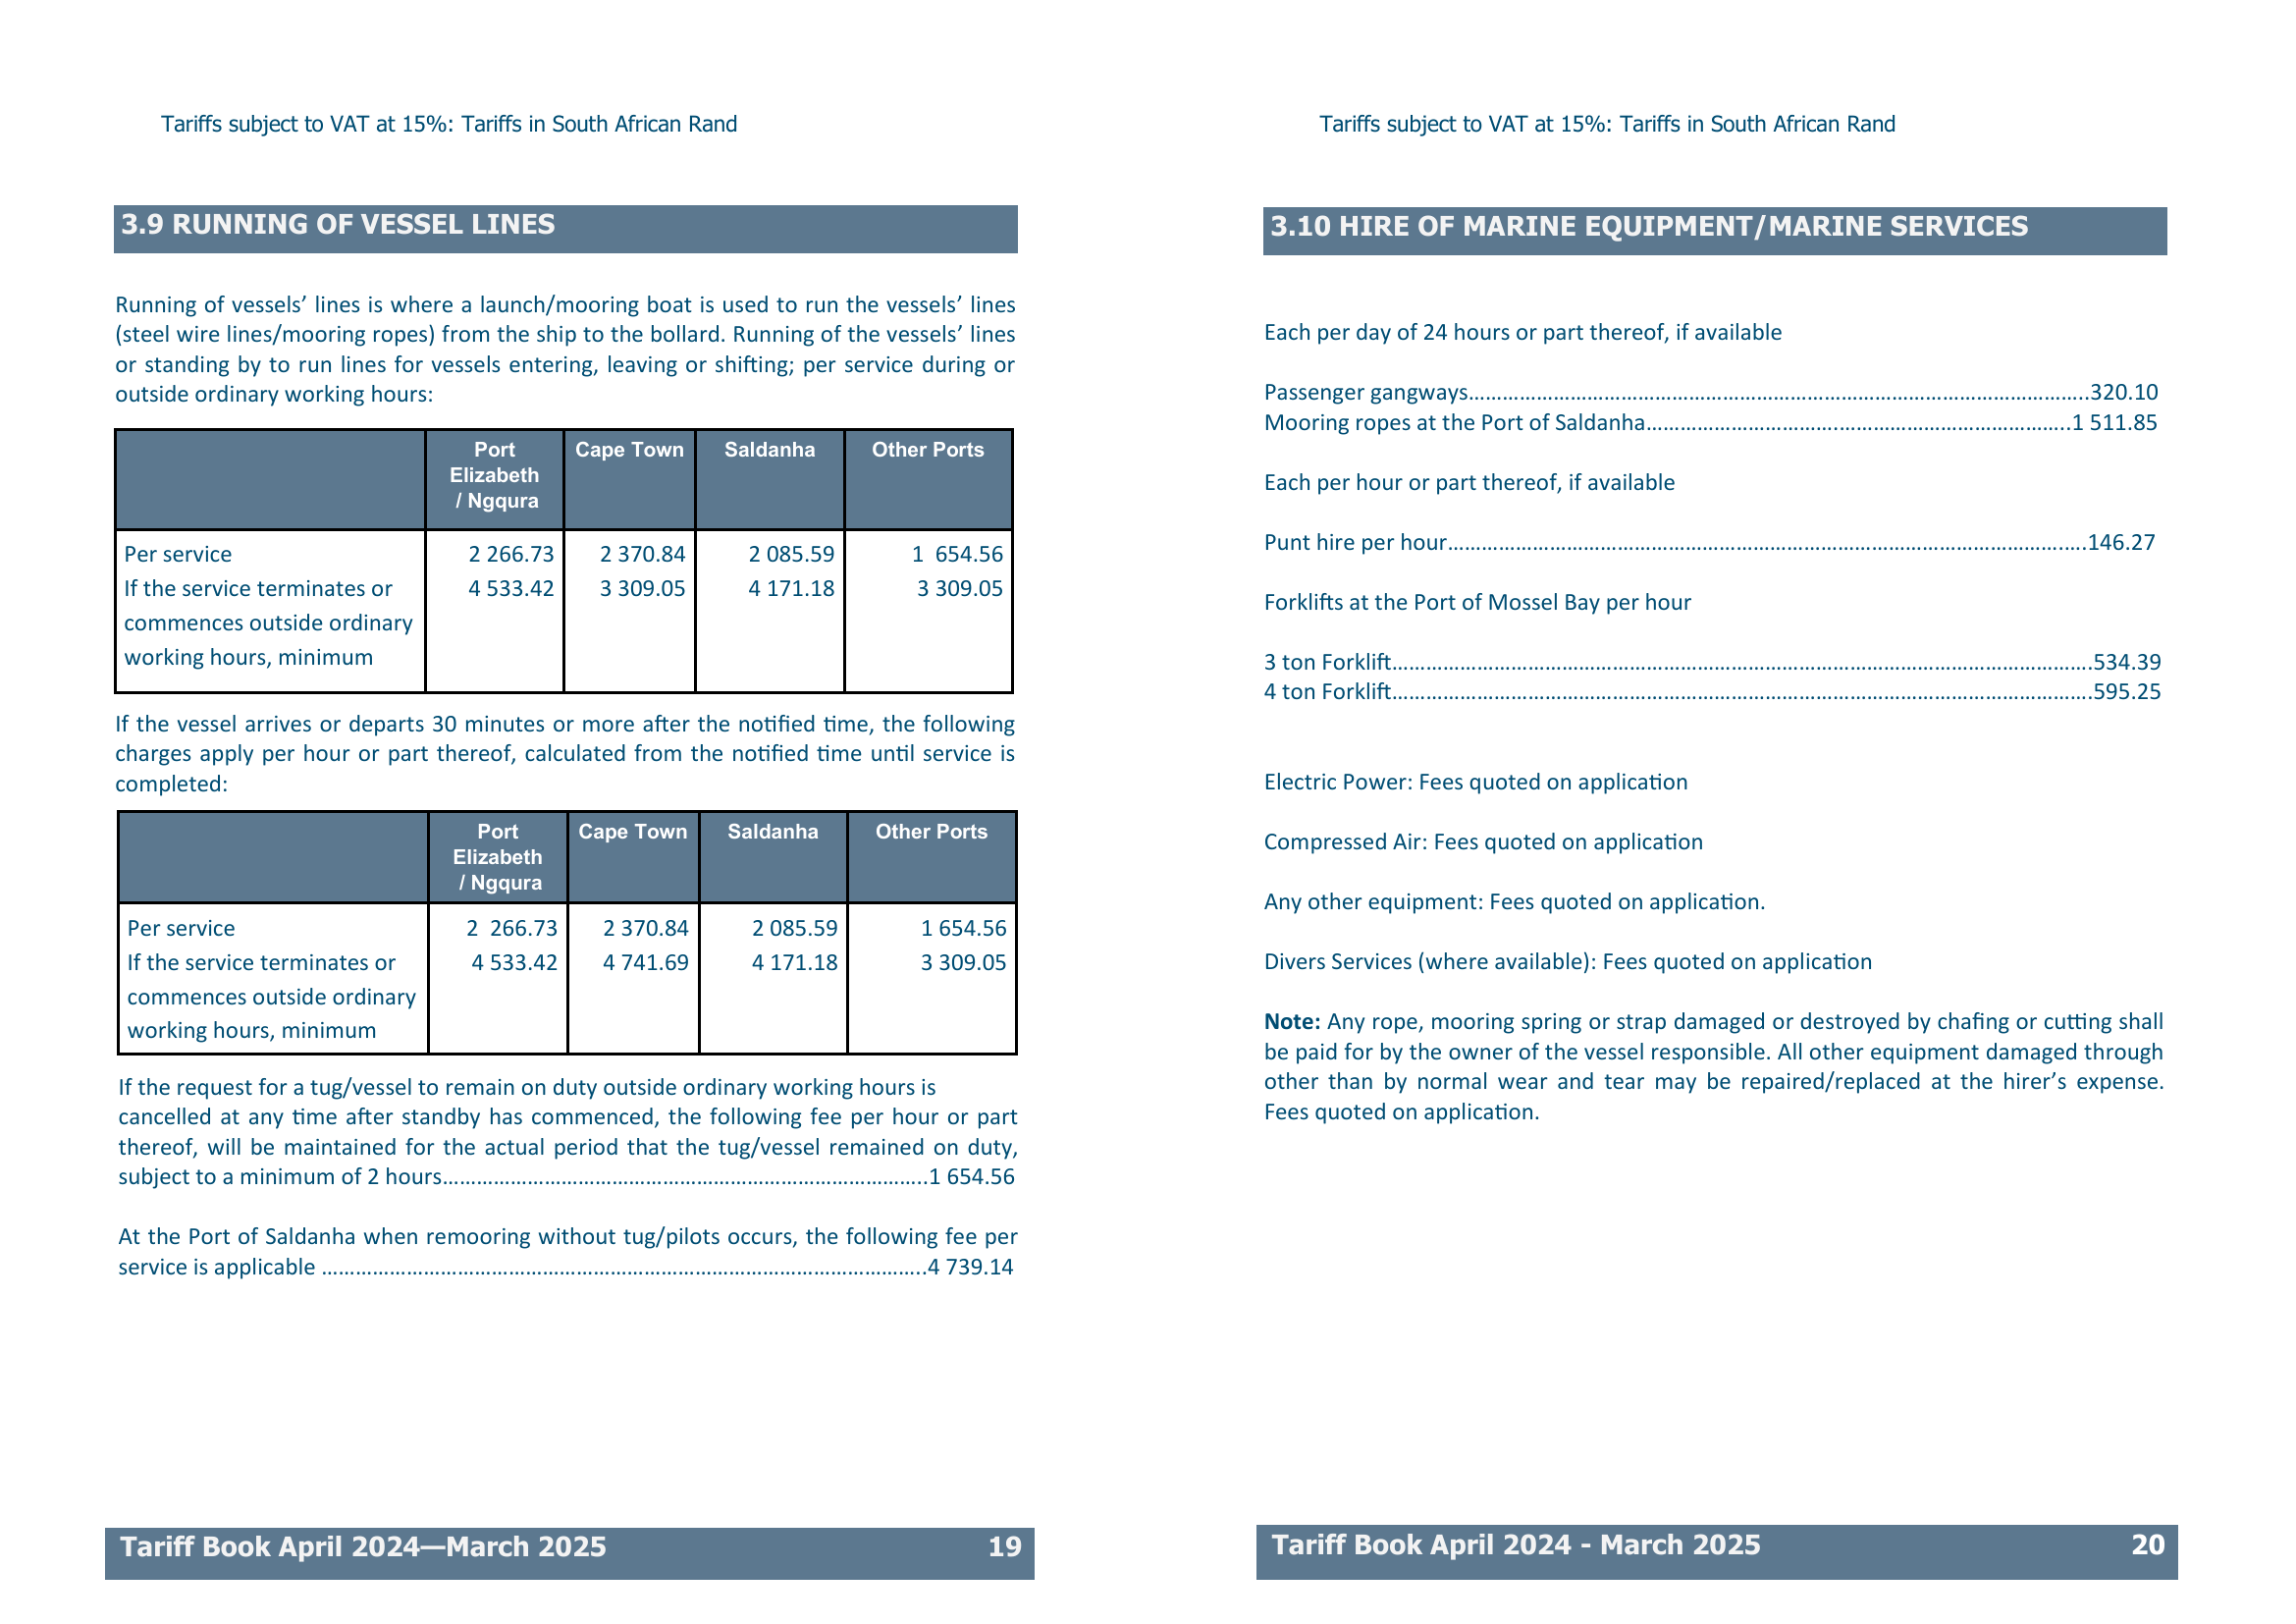 Tariffs subject to VAT at 15%: Tariffs in South African Rand
3.9 RUNNING OF VESSEL LINES
Running of vessels’ lines is where a launch/mooring boat is used to run the vessels’ lines
(steel wire lines/mooring ropes) from the ship to the bollard. Running of the vessels’ lines
or standing by to run lines for vessels entering, leaving or shifting; per service during or
outside ordinary working hours:
Port Elizabeth / Ngqura Cape Town Saldanha Other Ports
Per service 2 266.73 2 370.84 2 085.59 1 654.56
If the service terminates or 4 533.42 3 309.05 4 171.18 3 309.05
commences outside ordinary
working hours, minimum
If the vessel arrives or departs 30 minutes or more after the notified time, the following
charges apply per hour or part thereof, calculated from the notified time until service is
completed:
Port Elizabeth / Ngqura Cape Town Saldanha Other Ports
Per service 2 266.73 2 370.84 2 085.59 1 654.56
If the service terminates or 4 533.42 4 741.69 4 171.18 3 309.05
commences outside ordinary
working hours, minimum
If the request for a tug/vessel to remain on duty outside ordinary working hours is
cancelled at any time after standby has commenced, the following fee per hour or part
thereof, will be maintained for the actual period that the tug/vessel remained on duty,
subject to a minimum of 2 hours……………………………………………………………………………..1 654.56
At the Port of Saldanha when remooring without tug/pilots occurs, the following fee per
service is applicable …………………………………………………………………………………………..4 739.14
Tariff Book April 2024—March 2025 19
Tariffs subject to VAT at 15%: Tariffs in South African Rand
3.10 HIRE OF MARINE EQUIPMENT/MARINE SERVICES
Each per day of 24 hours or part thereof, if available
Passenger gangways……………………………………………………………………………………………..320.10
Mooring ropes at the Port of Saldanha………………………………………………………………..1 511.85
Each per hour or part thereof, if available
Punt hire per hour………………………………………………………………………………………………..146.27
Forklifts at the Port of Mossel Bay per hour
3 ton Forklift………………………………………………………………………………………………………….534.39
4 ton Forklift………………………………………………………………………………………………………….595.25
Electric Power: Fees quoted on application
Compressed Air: Fees quoted on application
Any other equipment: Fees quoted on application.
Divers Services (where available): Fees quoted on application
Note: Any rope, mooring spring or strap damaged or destroyed by chafing or cutting shall
be paid for by the owner of the vessel responsible. All other equipment damaged through
other than by normal wear and tear may be repaired/replaced at the hirer’s expense.
Fees quoted on application.
Tariff Book April 2024 - March 2025 20